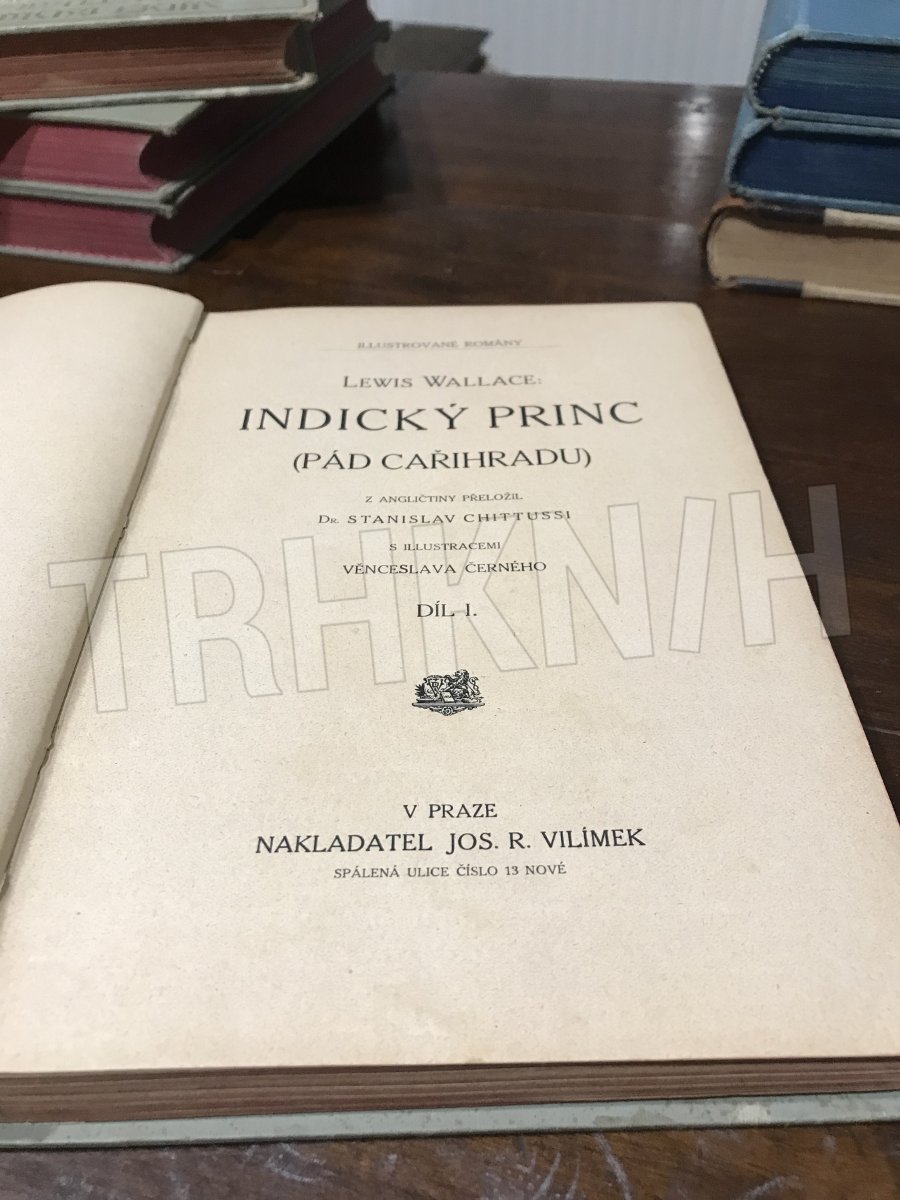 ILLUSTROVANÉ ROMÁNY
LEWIS WALLACE:
INDICKÝ PRINC
(PÁD CAŘIHRADU)
Z ANGLIČTINY PŘELOŽIL
DR. STANISLAV CHITTUSSI
S ILLUSTRACEMI
VĚNCESLAVA ČERNÉHO
DÍL I.
V PRAZE
NAKLADATEL JOS. R. VILÍMEK
SPÁLENÁ ULICE ČÍSLO 13 NOVÉ
TRHKNIH